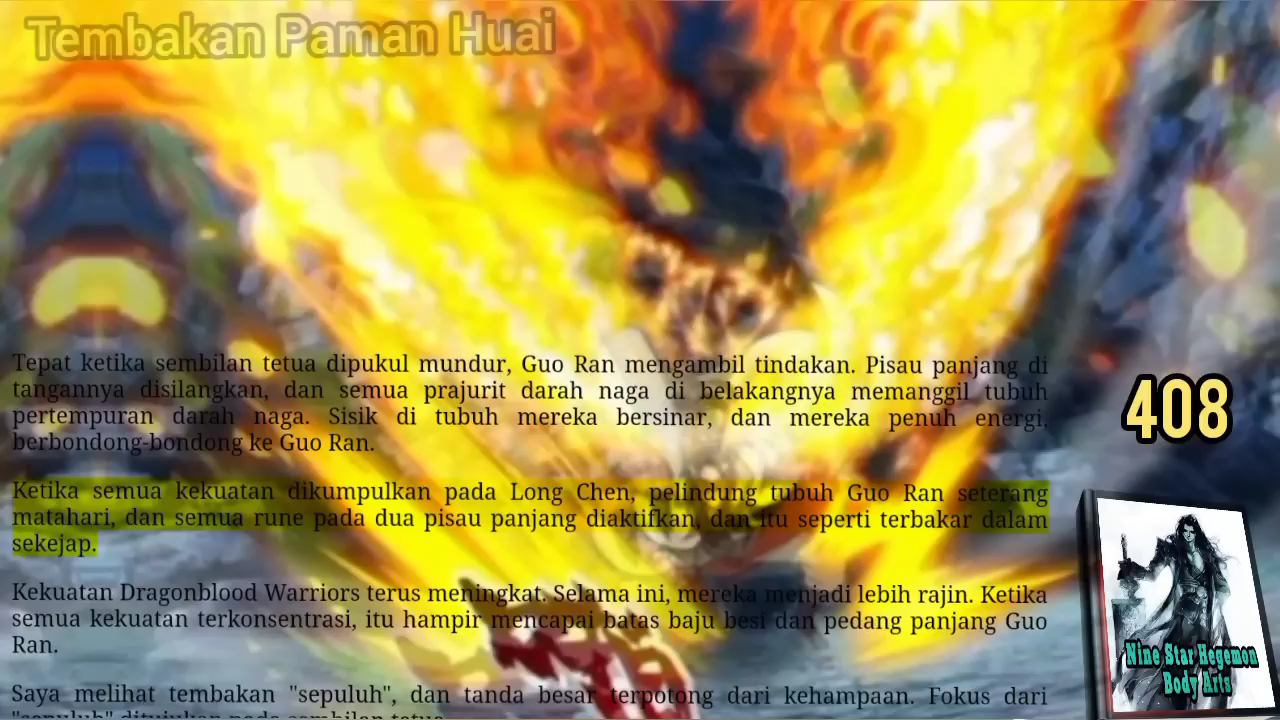 Tembakan Paman Huai
Tepat ketika sembilan tetua dipukul mundur, Guo Ran mengambil tindakan. Pisau panjang di
tangannya disilangkan, dan semua prajurit darah naga di belakangnya memanggil tubuh
pertempuran darah naga. Sisik di tubuh mereka bersinar, dan mereka penuh energi,
berbondong-bondong ke Guo Ran.
Ketika semua kekuatan dikumpulkan pada Long Chen, pelindung tubuh Guo Ran seterang
matahari, dan semua rune pada dua pisau panjang diaktifkan, dan itu seperti terbakar dalam
sekejap.
Kekuatan Dragonblood Warriors terus meningkat. Selama ini, mereka menjadi lebih rajin. Ketika
semua kekuatan terkonsentrasi, itu hampir mencapai batas baju besi dan pedang panjang Guo
Ran.
Saya melihat tembakan "sepuluh", dan tanda besar terpotong dari kehampaan. Fokus dari
"sepuluh" ditujukan pada sembilan tetua.
408
Nine Star Hegemon
Body Arts